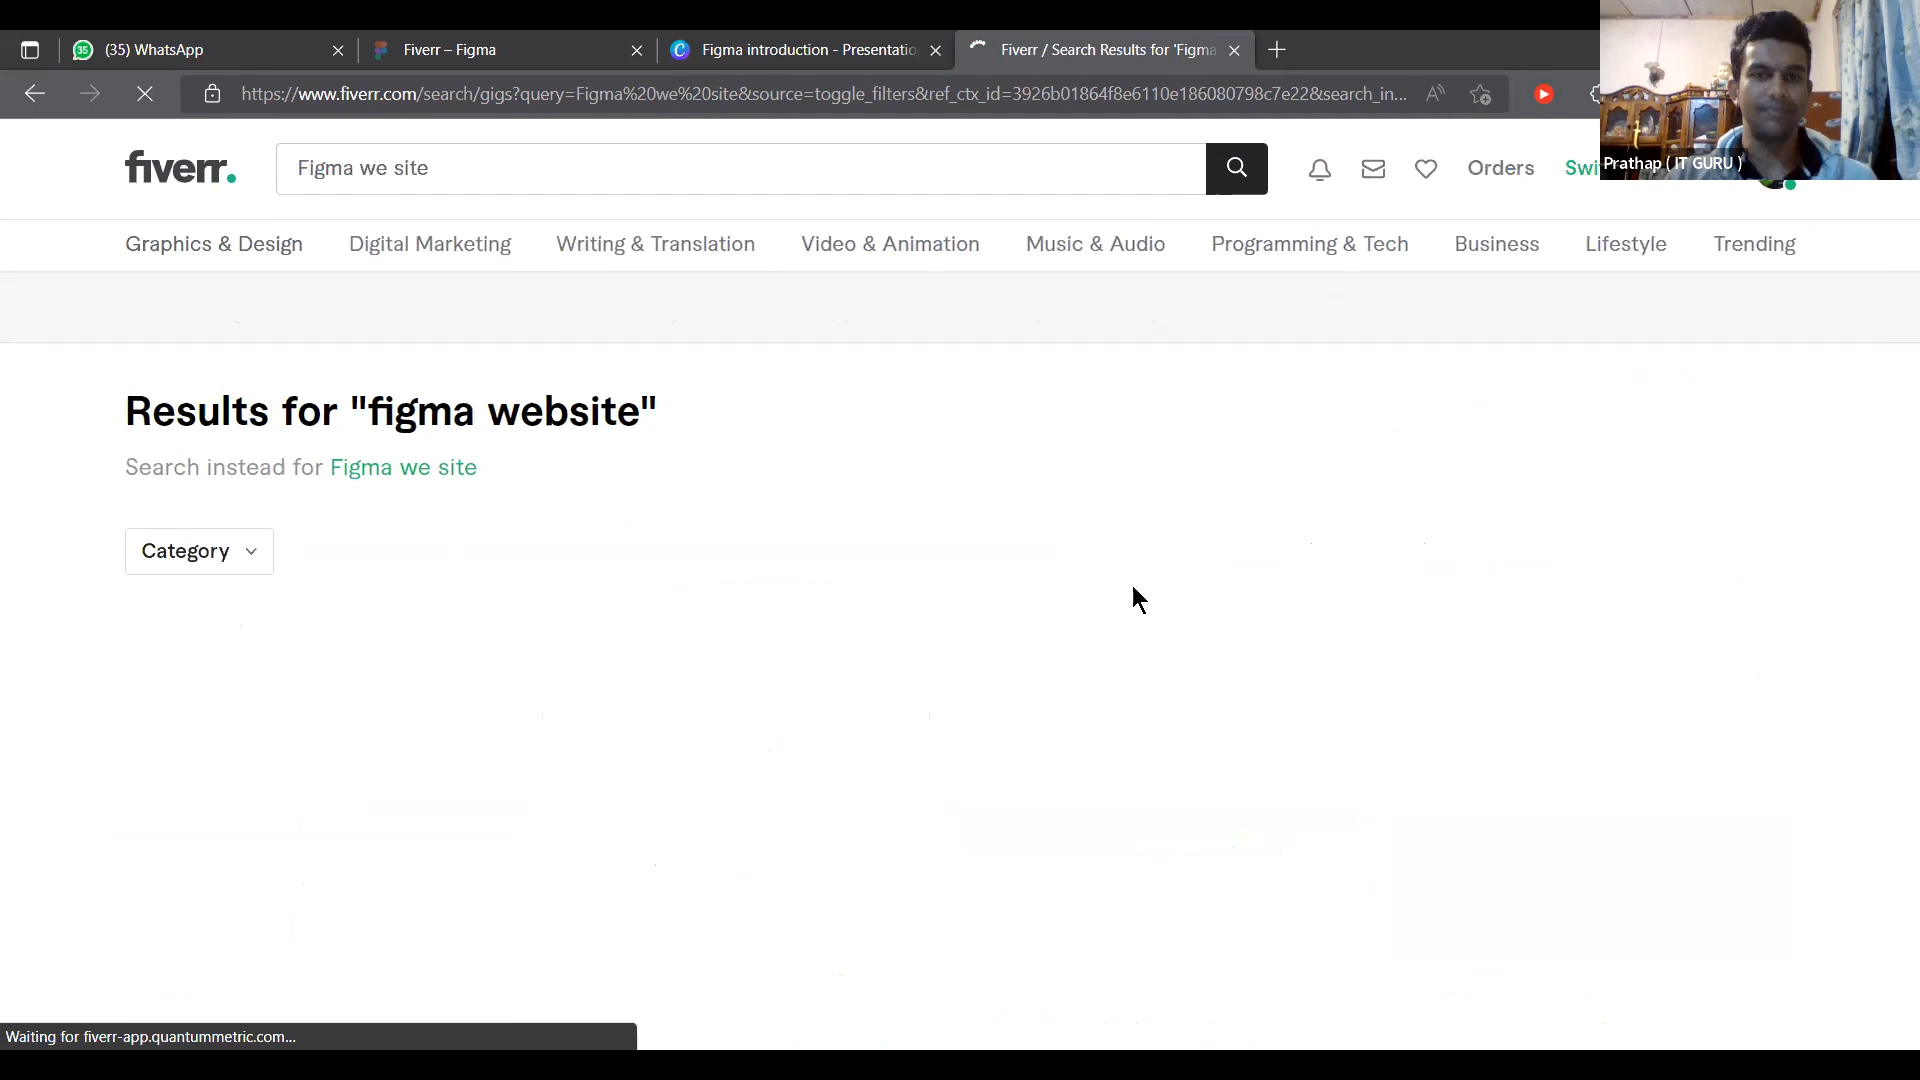 35 (35) WhatsApp
Fiverr – Figma
C Figma introduction - Presentatio
Fiverr / Search Results for 'Figma
https://www.fiverr.com/search/gigs?query=Figma%20we%20site&source=toggle_filters&ref_ctx_id=3926b01864f8e6110e186080798c7e22&search_in...
Prathap ( IT GURU )
fiverr.
Figma we site
Orders
Swi
Graphics & Design
Digital Marketing
Writing & Translation
Video & Animation
Music & Audio
Programming & Tech
Business
Lifestyle
Trending
Results for "figma website"
Search instead for Figma we site
Category
Waiting for fiverr-app.quantummetric.com...